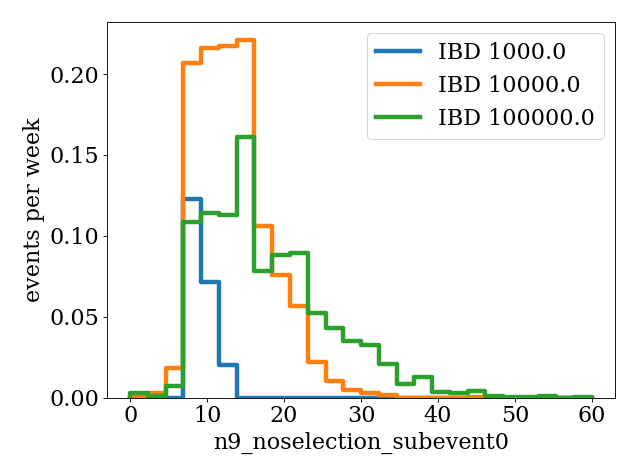 IBD 1000.0
IBD 10000.0
IBD 100000.0
events per week
0.20
0.15
0.10
0.05
0.00
0 10 20 30 40 50 60
n9_noselection_subevent0